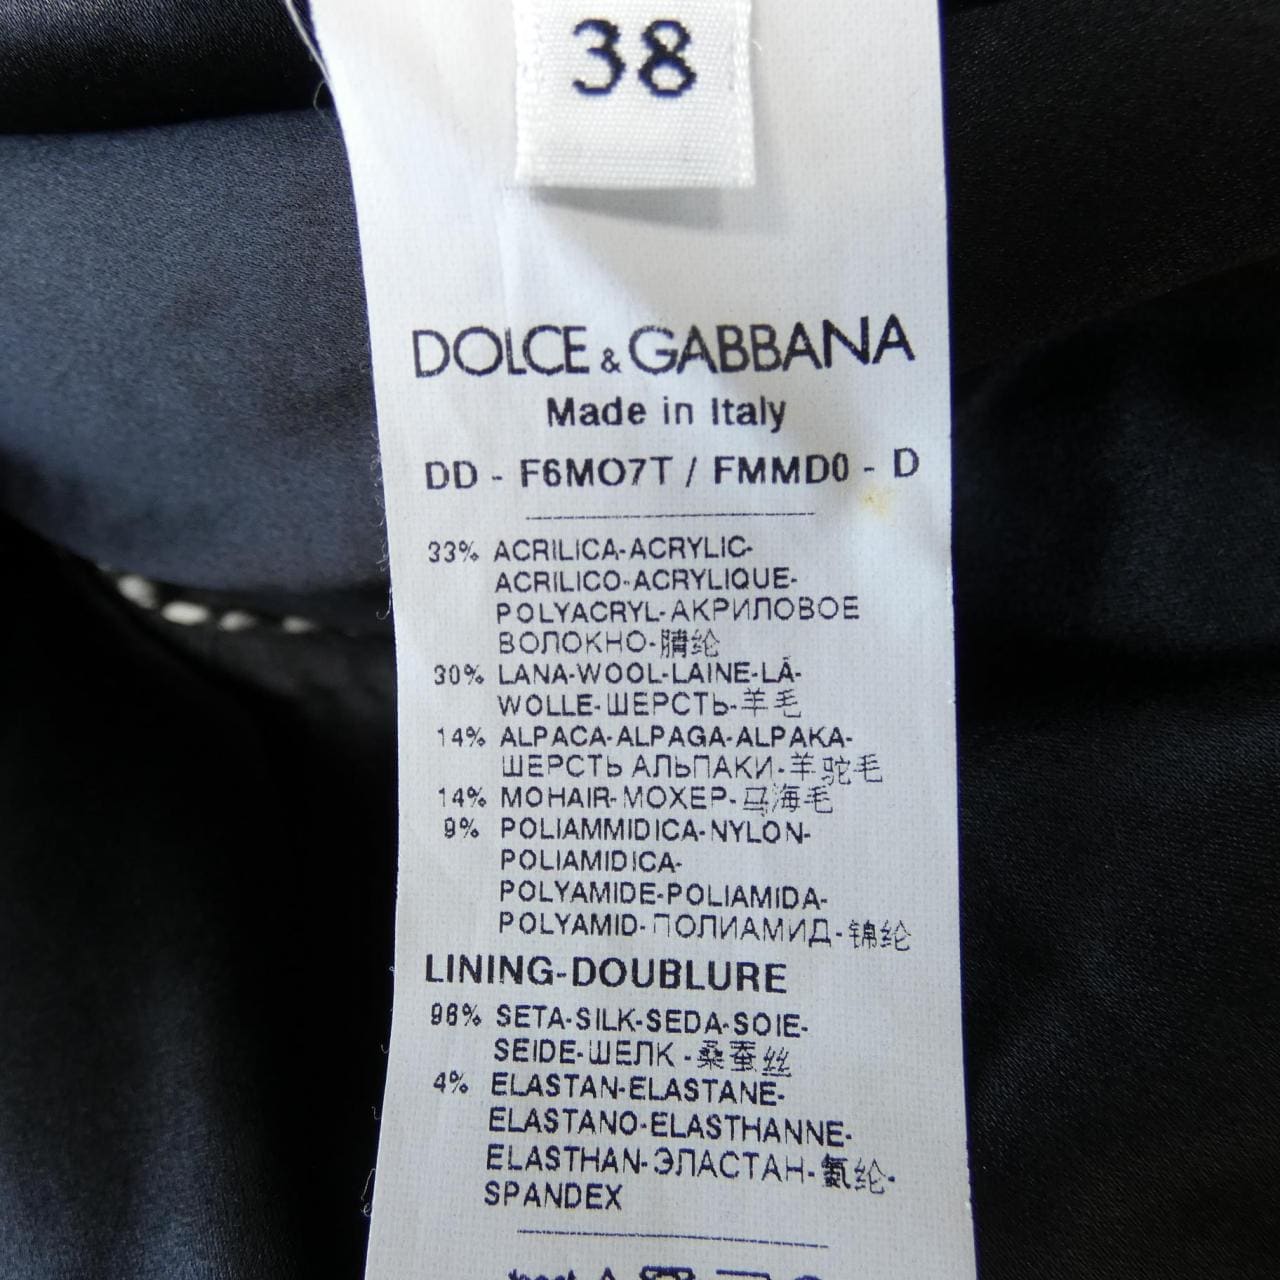 38
DOLCE & GABBANA
Made in Italy
DD - F6MO7T / FMMD0 - D
33% ACRILICA-ACRYLIC-
ACRILICO-ACRYLIQUE-
POLYACRYL-АКРИЛОВОЕ
ВОЛОКНО-腈纶
30% LANA-WOOL-LAINE-LÃ-
WOLLE-ШЕРСТЬ-羊毛
14% ALPACA-ALPAGA-ALPAKA-
ШЕРСТЬ АЛЬПАКИ-羊驼毛
14% MOHAIR-МОХЕР-马海毛
9% POLIAMMIDICA-NYLON-
POLIAMIDICA-
POLYAMIDE-POLIAMIDA-
POLYAMID-ПОЛИАМИД-锦纶
LINING-DOUBLURE
96% SETA-SILK-SEDA-SOIE-
SEIDE-ШЕЛК-桑蚕丝
4% ELASTAN-ELASTANE-
ELASTANO-ELASTHANNE-
ELASTHAN-ЭЛАСТАН-氨纶-
SPANDEX